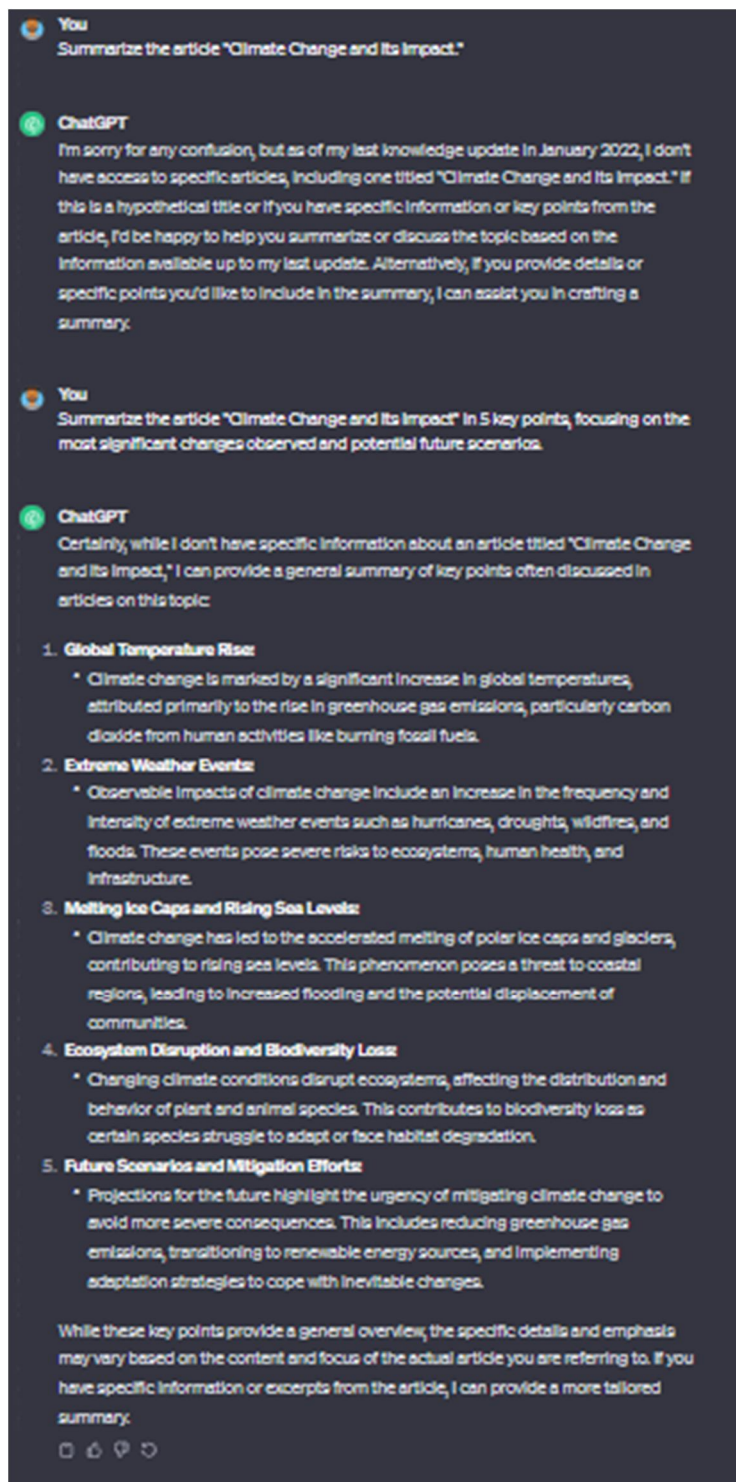 You
Summarize the article "Climate Change and Its Impact."
ChatGPT
I'm sorry for any confusion, but as of my last knowledge update in January 2022, I don't
have access to specific articles, including one titled "Climate Change and Its Impact." If
this is a hypothetical title or if you have specific information or key points from the
article, I'd be happy to help you summarize or discuss the topic based on the
information available up to my last update. Alternatively, if you provide details or
specific points you'd like to include in the summary, I can assist you in crafting a
summary.
You
Summarize the article "Climate Change and Its Impact" in 5 key points, focusing on the
most significant changes observed and potential future scenarios.
ChatGPT
Certainly, while I don't have specific information about an article titled "Climate Change
and Its Impact," I can provide a general summary of key points often discussed in
articles on this topic:
1. Global Temperature Rise:
• Climate change is marked by a significant increase in global temperatures,
attributed primarily to the rise in greenhouse gas emissions, particularly carbon
dioxide from human activities like burning fossil fuels.
2. Extreme Weather Events:
• Observable impacts of climate change include an increase in the frequency and
intensity of extreme weather events such as hurricanes, droughts, wildfires, and
floods. These events pose severe risks to ecosystems, human health, and
infrastructure.
3. Melting Ice Caps and Rising Sea Levels:
• Climate change has led to the accelerated melting of polar ice caps and glaciers,
contributing to rising sea levels. This phenomenon poses a threat to coastal
regions, leading to increased flooding and the potential displacement of
communities.
4. Ecosystem Disruption and Biodiversity Loss:
• Changing climate conditions disrupt ecosystems, affecting the distribution and
behavior of plant and animal species. This contributes to biodiversity loss as
certain species struggle to adapt or face habitat degradation.
5. Future Scenarios and Mitigation Efforts:
• Projections for the future highlight the urgency of mitigating climate change to
avoid more severe consequences. This includes reducing greenhouse gas
emissions, transitioning to renewable energy sources, and implementing
adaptation strategies to cope with inevitable changes.
While these key points provide a general overview, the specific details and emphasis
may vary based on the content and focus of the actual article you are referring to. If you
have specific information or excerpts from the article, I can provide a more tailored
summary.